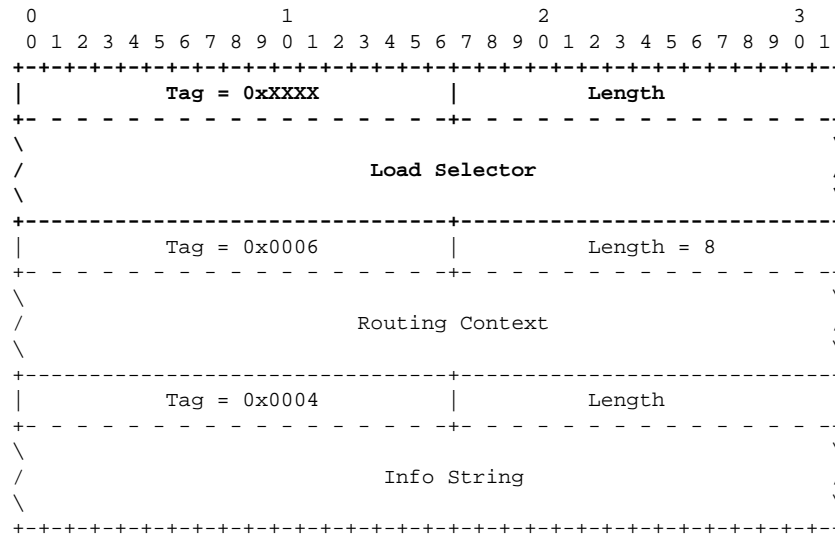 0                   1                   2                   3
0 1 2 3 4 5 6 7 8 9 0 1 2 3 4 5 6 7 8 9 0 1 2 3 4 5 6 7 8 9 0 1
+-+-+-+-+-+-+-+-+-+-+-+-+-+-+-+-+-+-+-+-+-+-+-+-+-+-+-+-+-+-+-+-
|           Tag = 0xXXXX          |          Length
+- - - - - - - - - - - - - - - - -+- - - - - - - - - - - - - - --
\                                                               \
/                           Load Selector                       /
\                                                               \
+---------------------------------+------------------------------
|           Tag = 0x0006          |          Length = 8
+- - - - - - - - - - - - - - - - -+- - - - - - - - - - - - - - --
\                                                               \
/                          Routing Context                      /
\                                                               \
+---------------------------------+------------------------------
|           Tag = 0x0004          |          Length
+- - - - - - - - - - - - - - - - -+- - - - - - - - - - - - - - --
\                                                               \
/                            Info String                        /
\                                                               \
+-+-+-+-+-+-+-+-+-+-+-+-+-+-+-+-+-+-+-+-+-+-+-+-+-+-+-+-+-+-+-+-